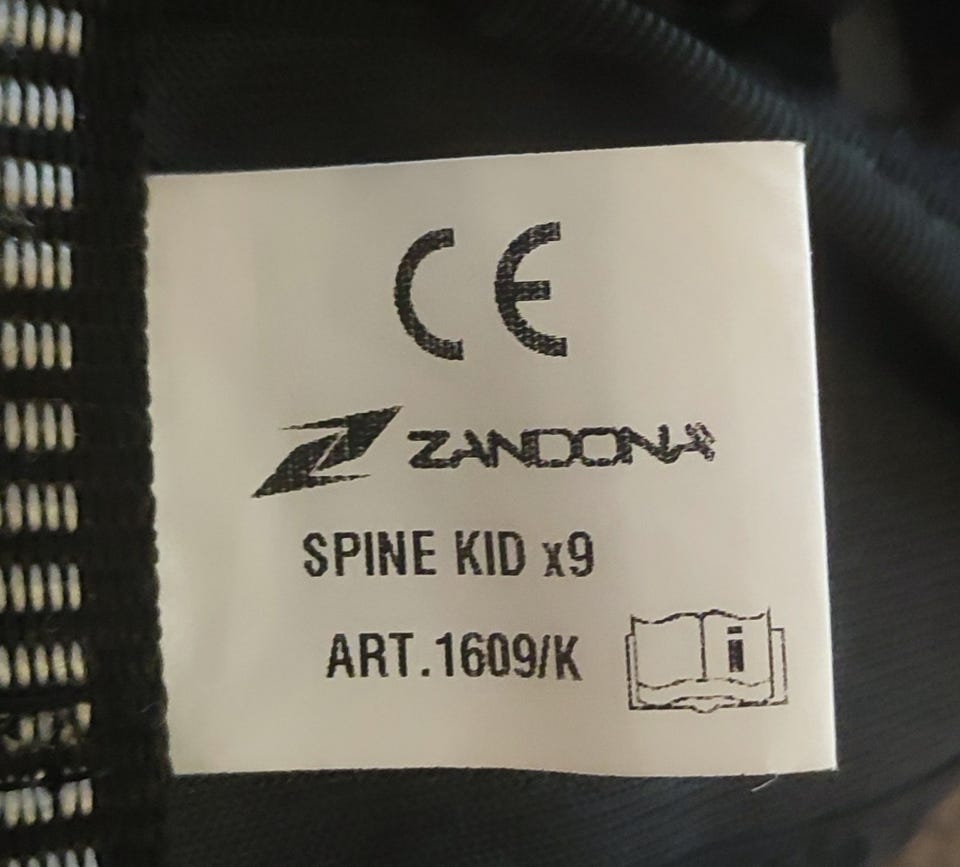 CE
ZANDONA
SPINE KID x9
ART.1609/K
i